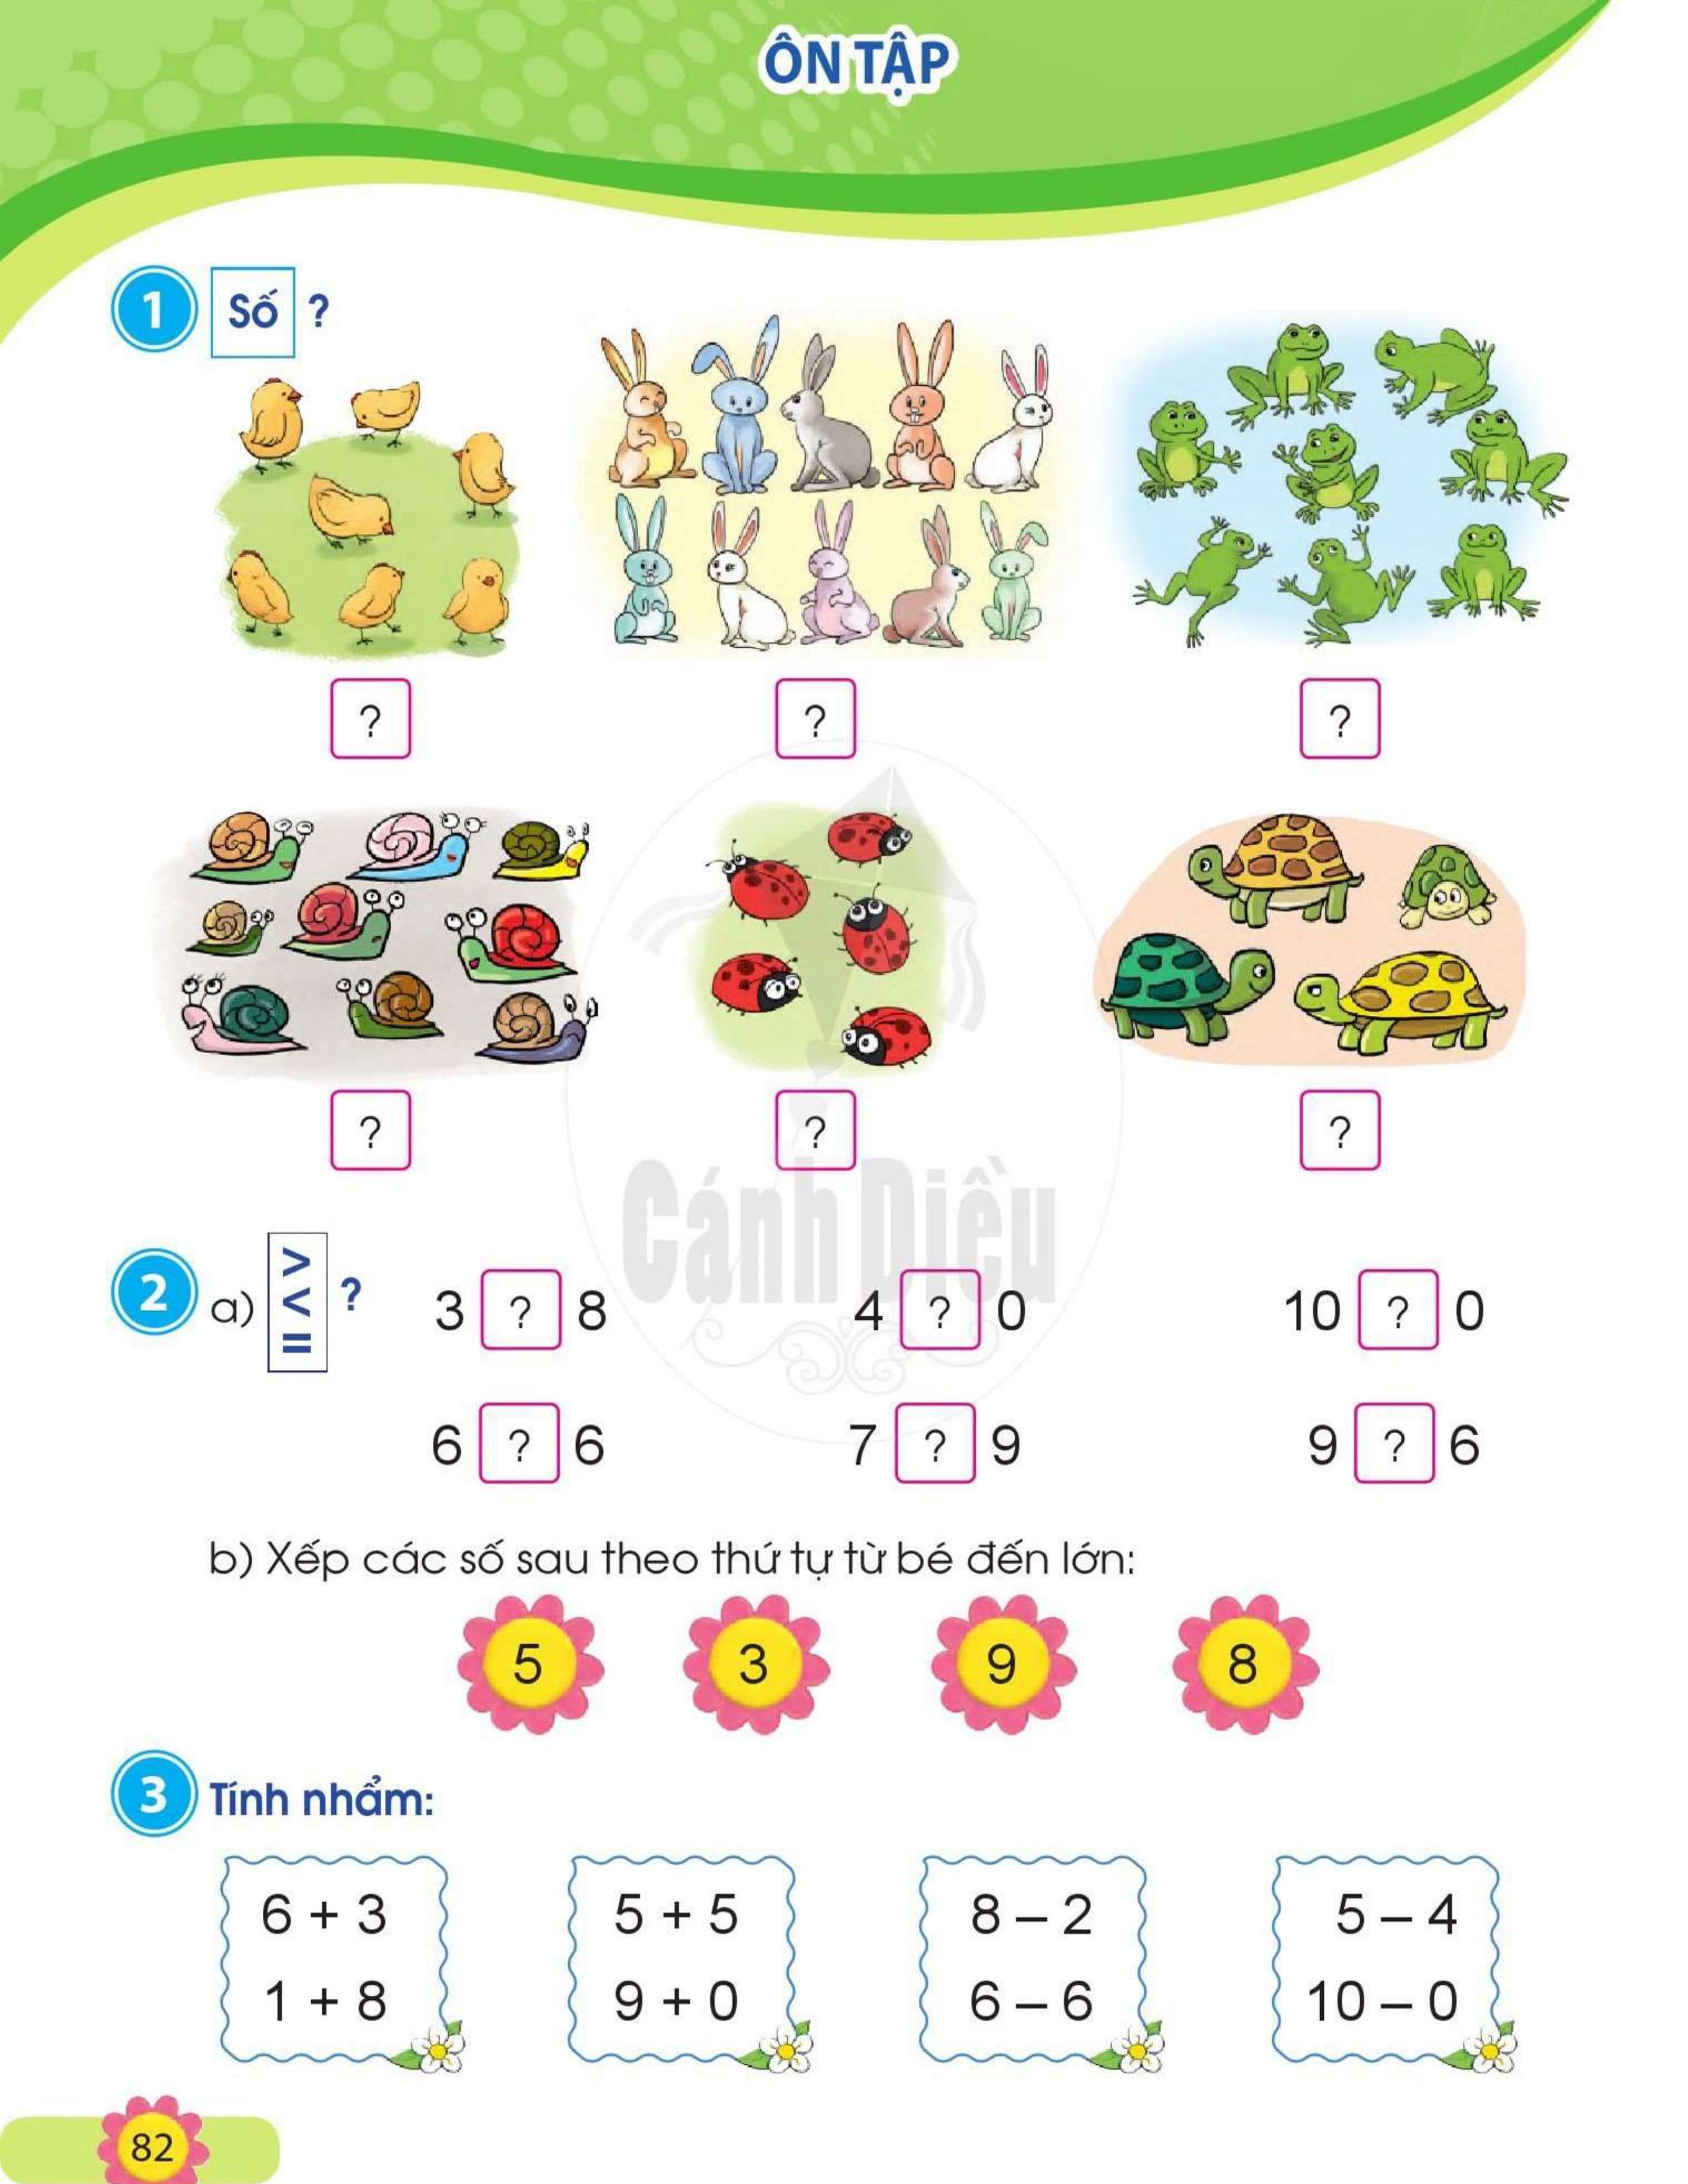 ÔN TẬP
1 Số ?
? ? ?
? ? ?
Cánh Diều
2 a) > < = ? 3 ? 8 4 ? 0 10 ? 0
6 ? 6 7 ? 9 9 ? 6
b) Xếp các số sau theo thứ tự từ bé đến lớn:
5 3 9 8
3 Tính nhẩm:
6 + 3 5 + 5 8 – 2 5 – 4
1 + 8 9 + 0 6 – 6 10 – 0
82